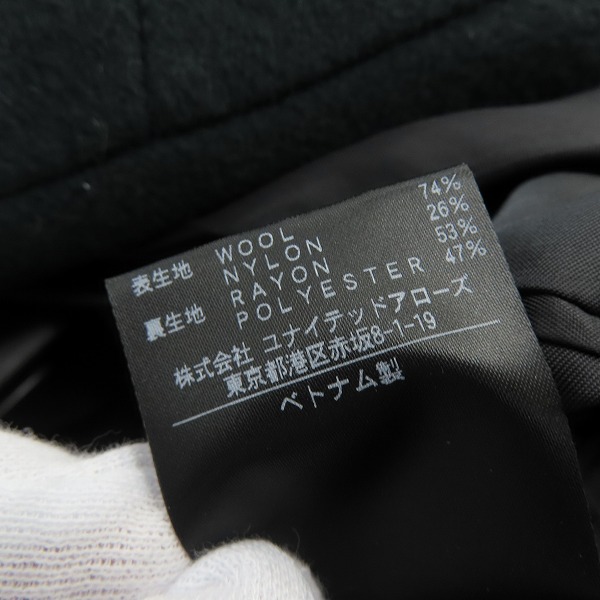 表生地 WOOL 74%
NYLON 26%
裏生地 RAYON 53%
POLYESTER 47%
株式会社 ユナイテッドアローズ
東京都港区赤坂8-1-19
ベトナム製